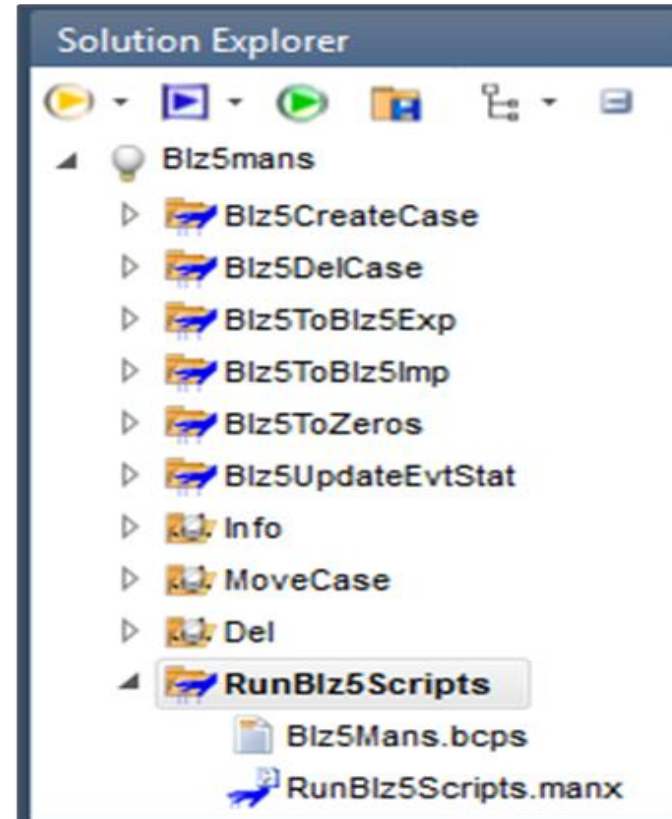 Solution Explorer
Blz5mans
Blz5CreateCase
Blz5DelCase
Blz5ToBlz5Exp
Blz5ToBlz5Imp
Blz5ToZeros
Blz5UpdateEvtStat
Info
MoveCase
Del
RunBlz5Scripts
Blz5Mans.bcps
RunBlz5Scripts.manx